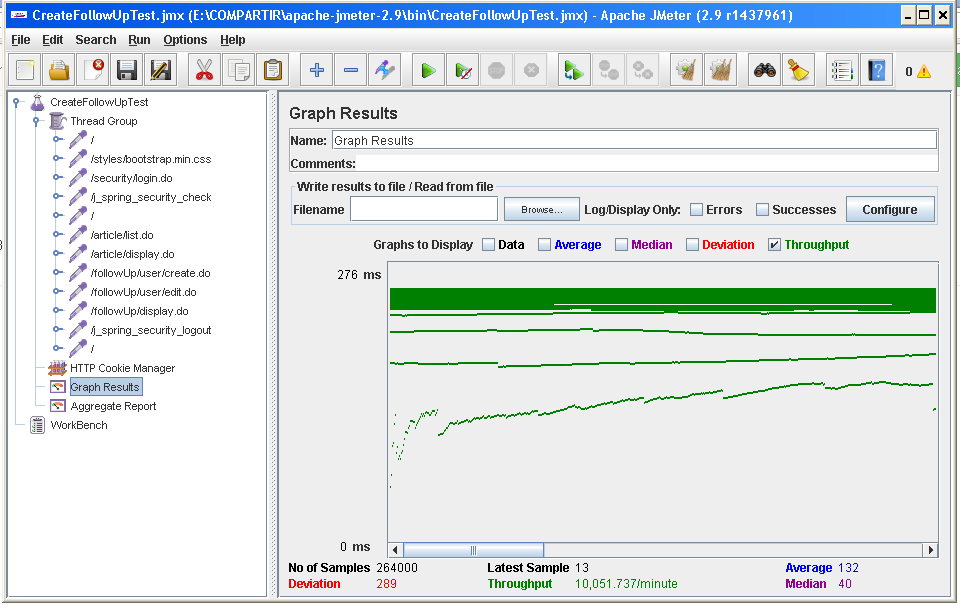 CreateFollowUpTest.jmx (E:\COMPARTIR\apache-jmeter-2.9\bin\CreateFollowUpTest.jmx) - Apache JMeter (2.9 r1437961)
File Edit Search Run Options Help
0
CreateFollowUpTest
Thread Group
/
/styles/bootstrap.min.css
/security/login.do
/j_spring_security_check
/
/article/list.do
/article/display.do
/followUp/user/create.do
/followUp/user/edit.do
/followUp/display.do
/j_spring_security_logout
/
HTTP Cookie Manager
Graph Results
Aggregate Report
WorkBench
Graph Results
Name: Graph Results
Comments:
Write results to file / Read from file
Filename Browse... Log/Display Only: Errors Successes Configure
Graphs to Display Data Average Median Deviation Throughput
276 ms
0 ms
No of Samples 264000 Latest Sample 13 Average 132
Deviation 289 Throughput 10,051.737/minute Median 40